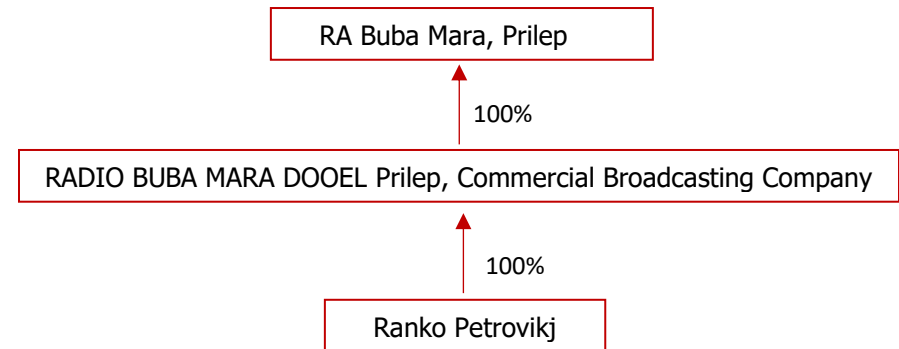 RA Buba Mara, Prilep
100%
RADIO BUBA MARA DOOEL Prilep, Commercial Broadcasting Company
100%
Ranko Petrovikj